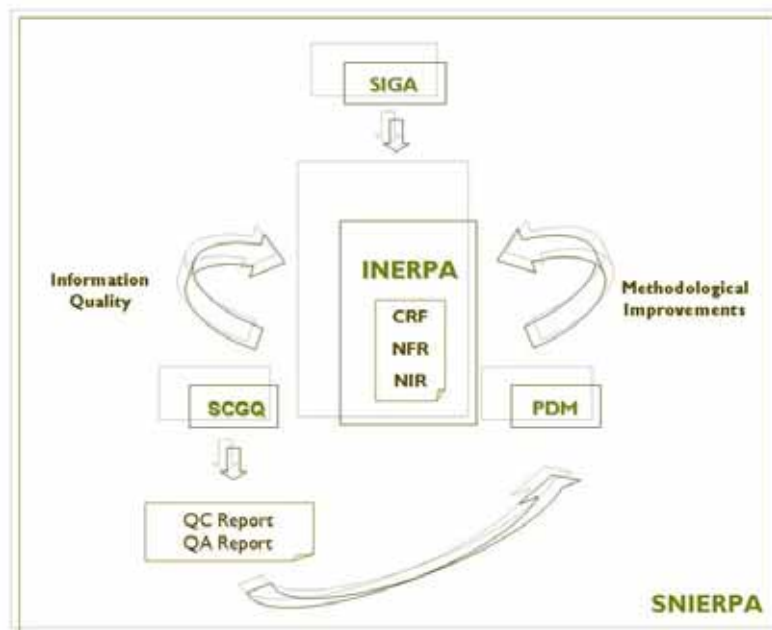 SIGA
INERPA
CRF
NFR
NIR
Information
Quality
Methodological
Improvements
SCGQ
PDM
QC Report
QA Report
SNIERPA